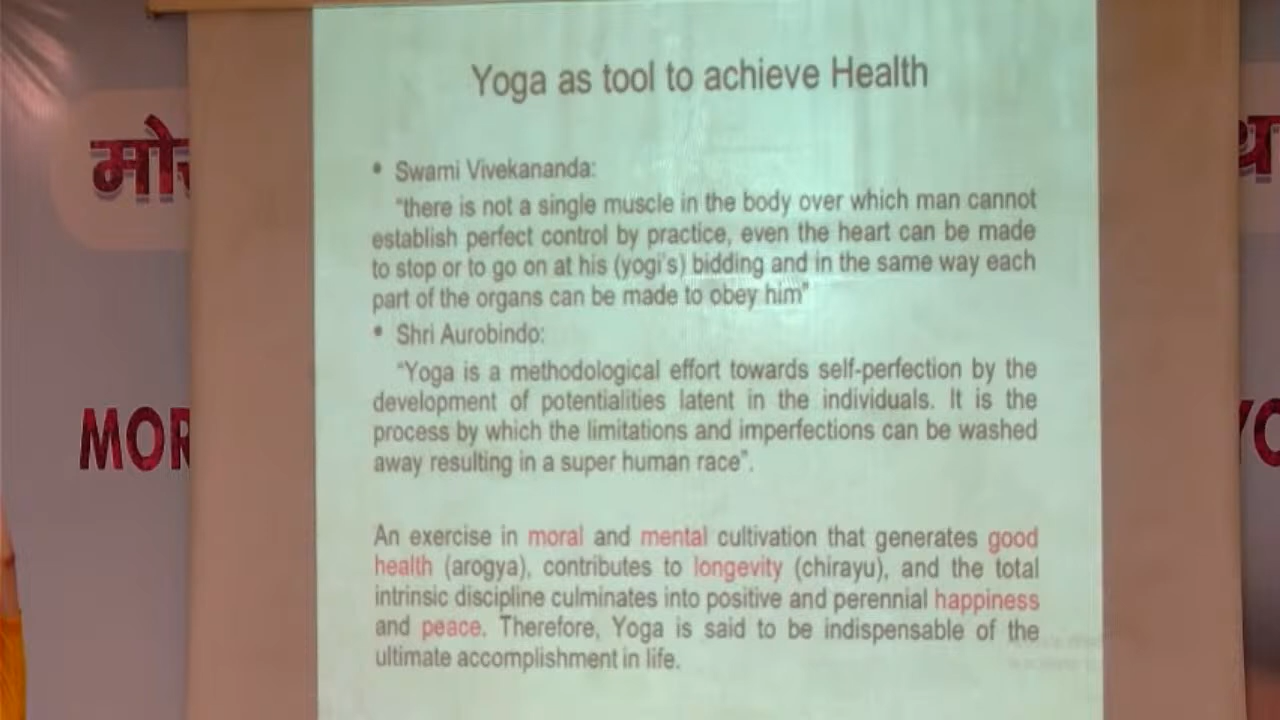 Yoga as tool to achieve Health
• Swami Vivekananda:
“there is not a single muscle in the body over which man cannot
establish perfect control by practice, even the heart can be made
to stop or to go on at his (yogi's) bidding and in the same way each
part of the organs can be made to obey him”
• Shri Aurobindo:
“Yoga is a methodological effort towards self-perfection by the
development of potentialities latent in the individuals. It is the
process by which the limitations and imperfections can be washed
away resulting in a super human race”.
An exercise in moral and mental cultivation that generates good
health (arogya), contributes to longevity (chirayu), and the total
intrinsic discipline culminates into positive and perennial happiness
and peace. Therefore, Yoga is said to be indispensable of the
ultimate accomplishment in life.
MOR
YO